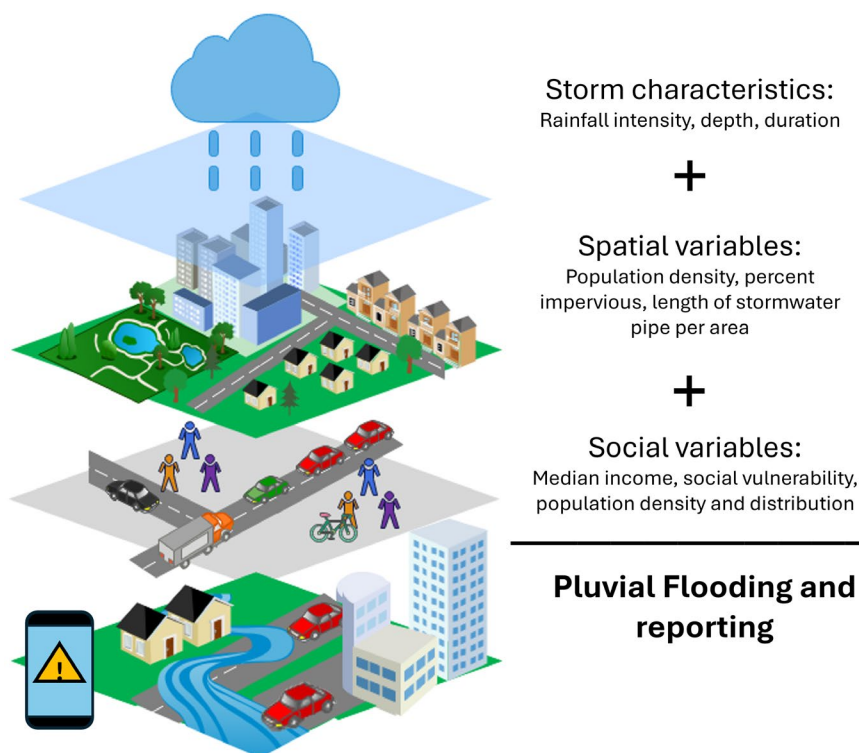 Storm characteristics:
Rainfall intensity, depth, duration
+
Spatial variables:
Population density, percent
impervious, length of stormwater
pipe per area
+
Social variables:
Median income, social vulnerability,
population density and distribution
Pluvial Flooding and
reporting
!